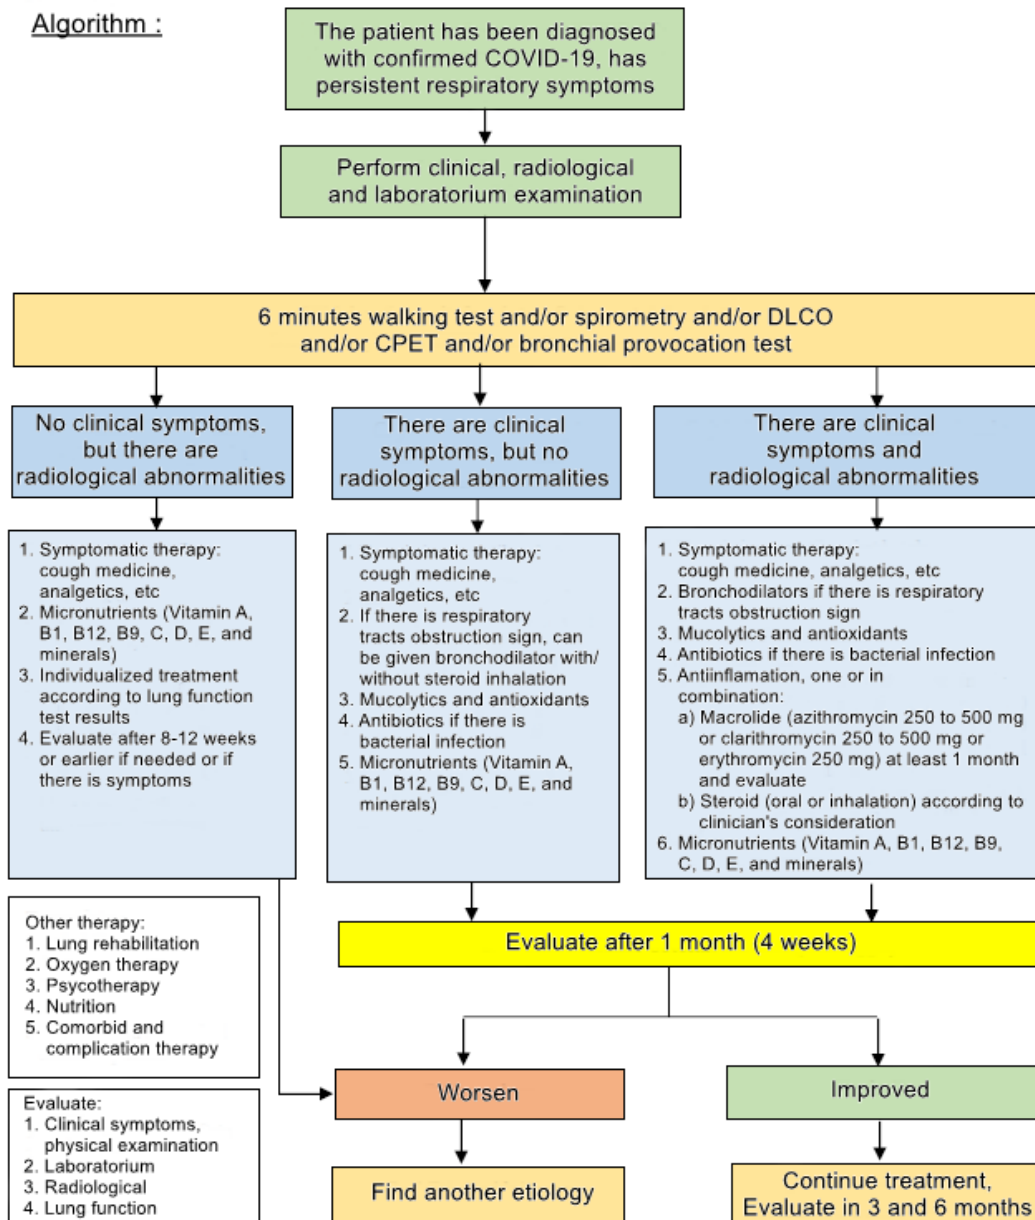 Algorithm :
The patient has been diagnosed
with confirmed COVID-19, has
persistent respiratory symptoms
Perform clinical, radiological
and laboratorium examination
6 minutes walking test and/or spirometry and/or DLCO
and/or CPET and/or bronchial provocation test
No clinical symptoms,
but there are
radiological abnormalities
There are clinical
symptoms, but no
radiological abnormalities
There are clinical
symptoms and
radiological abnormalities
1. Symptomatic therapy:
cough medicine,
analgetics, etc
2. Micronutrients (Vitamin A,
B1, B12, B9, C, D, E, and
minerals)
3. Individualized treatment
according to lung function
test results
4. Evaluate after 8-12 weeks
or earlier if needed or if
there is symptoms
1. Symptomatic therapy:
cough medicine,
analgetics, etc
2. If there is respiratory
tracts obstruction sign, can
be given bronchodilator with/
without steroid inhalation
3. Mucolytics and antioxidants
4. Antibiotics if there is
bacterial infection
5. Micronutrients (Vitamin A,
B1, B12, B9, C, D, E, and
minerals)
1. Symptomatic therapy:
cough medicine, analgetics, etc
2. Bronchodilators if there is respiratory
tracts obstruction sign
3. Mucolytics and antioxidants
4. Antibiotics if there is bacterial infection
5. Antiinflamation, one or in
combination:
a) Macrolide (azithromycin 250 to 500 mg
or clarithromycin 250 to 500 mg or
erythromycin 250 mg) at least 1 month
and evaluate
b) Steroid (oral or inhalation) according to
clinician's consideration
6. Micronutrients (Vitamin A, B1, B12, B9,
C, D, E, and minerals)
Other therapy:
1. Lung rehabilitation
2. Oxygen therapy
3. Psycotherapy
4. Nutrition
5. Comorbid and
complication therapy
Evaluate after 1 month (4 weeks)
Worsen
Improved
Evaluate:
1. Clinical symptoms,
physical examination
2. Laboratorium
3. Radiological
4. Lung function
Find another etiology
Continue treatment,
Evaluate in 3 and 6 months